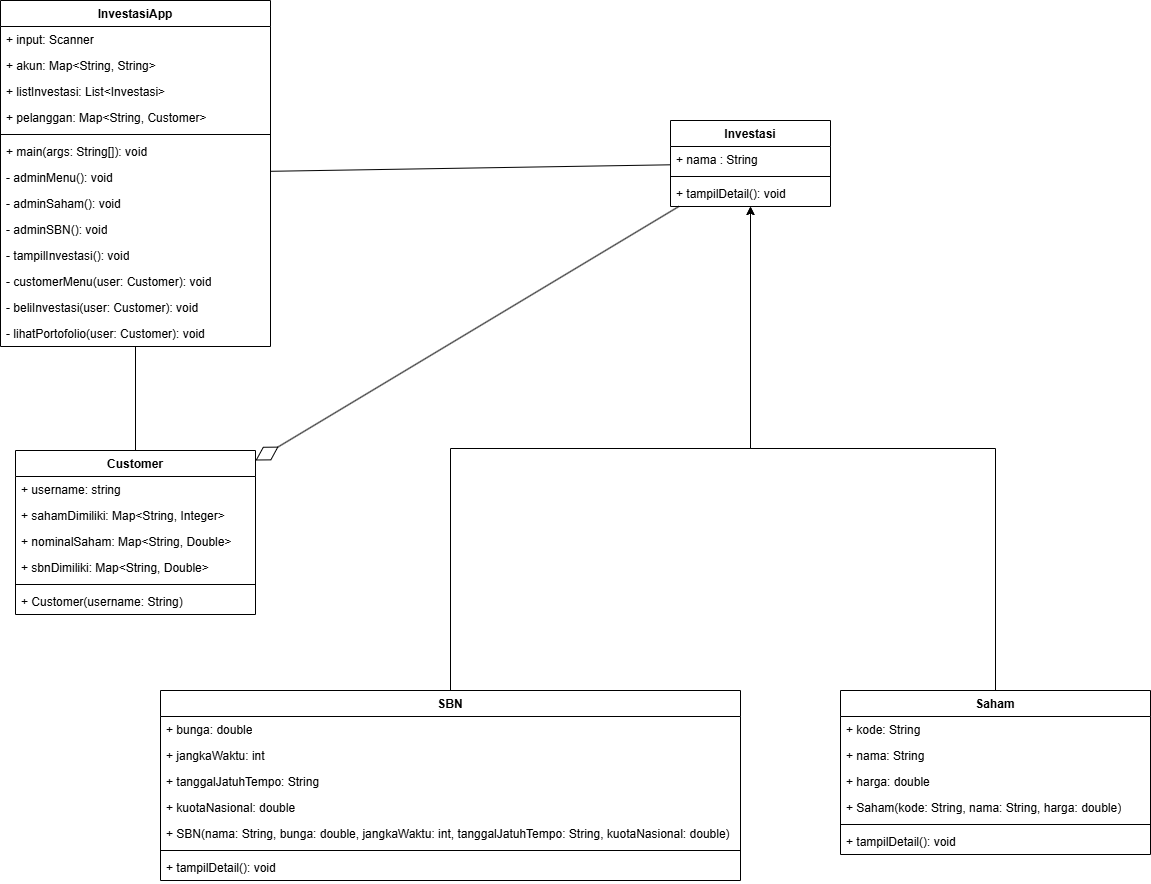 InvestasiApp
+ input: Scanner
+ akun: Map<String, String>
+ listInvestasi: List<Investasi>
+ pelanggan: Map<String, Customer>
+ main(args: String[]): void
- adminMenu(): void
- adminSaham(): void
- adminSBN(): void
- tampilInvestasi(): void
- customerMenu(user: Customer): void
- beliInvestasi(user: Customer): void
- lihatPortofolio(user: Customer): void
Investasi
+ nama : String
+ tampilDetail(): void
Customer
+ username: string
+ sahamDimiliki: Map<String, Integer>
+ nominalSaham: Map<String, Double>
+ sbnDimiliki: Map<String, Double>
+ Customer(username: String)
SBN
+ bunga: double
+ jangkaWaktu: int
+ tanggalJatuhTempo: String
+ kuotaNasional: double
+ SBN(nama: String, bunga: double, jangkaWaktu: int, tanggalJatuhTempo: String, kuotaNasional: double)
+ tampilDetail(): void
Saham
+ kode: String
+ nama: String
+ harga: double
+ Saham(kode: String, nama: String, harga: double)
+ tampilDetail(): void